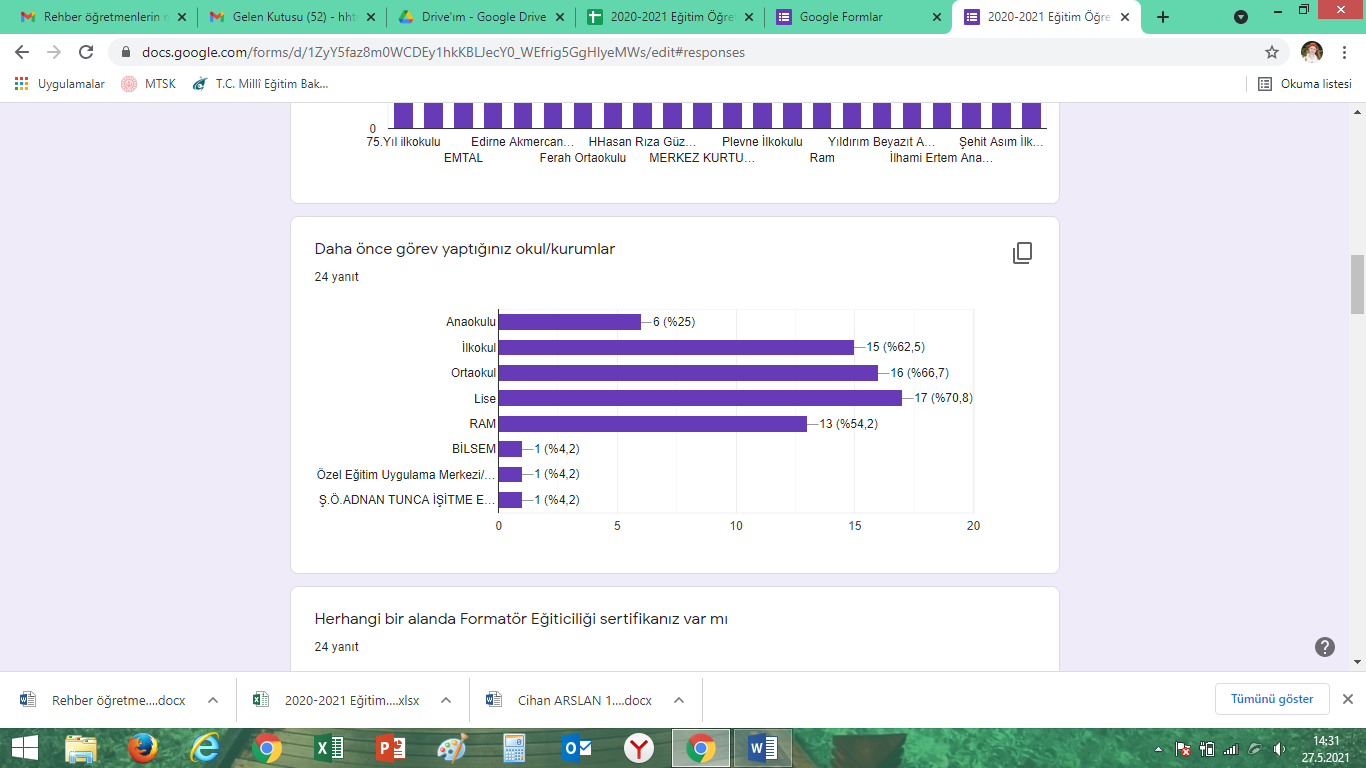 Rehber öğretmenlerin n
Gelen Kutusu (52) - hht
Drive'ım - Google Drive
2020-2021 Eğitim Öğret
Google Formlar
2020-2021 Eğitim Öğre
docs.google.com/forms/d/1ZyY5faz8m0WCDEy1hkKBLJecY0_WEfrig5GgHlyeMWs/edit#responses
Uygulamalar
MTSK
T.C. Millî Eğitim Bak...
Okuma listesi
0
75.Yıl ilkokulu
Edirne Akmercan...
HHasan Rıza Güz...
Plevne İlkokulu
Yıldırım Beyazıt A...
Şehit Asım İlk...
EMTAL
Ferah Ortaokulu
MERKEZ KURTU...
Ram
İlhami Ertem Ana...
Daha önce görev yaptığınız okul/kurumlar
24 yanıt
Anaokulu 6 (%25)
İlkokul 15 (%62,5)
Ortaokul 16 (%66,7)
Lise 17 (%70,8)
RAM 13 (%54,2)
BİLSEM 1 (%4,2)
Özel Eğitim Uygulama Merkezi/... 1 (%4,2)
Ş.Ö.ADNAN TUNCA İŞİTME E... 1 (%4,2)
0 5 10 15 20
Herhangi bir alanda Formatör Eğiticiliği sertifikanız var mı
24 yanıt
Rehber öğretme....docx
2020-2021 Eğitim....xlsx
Cihan ARSLAN 1....docx
Tümünü göster
14:31
27.5.2021